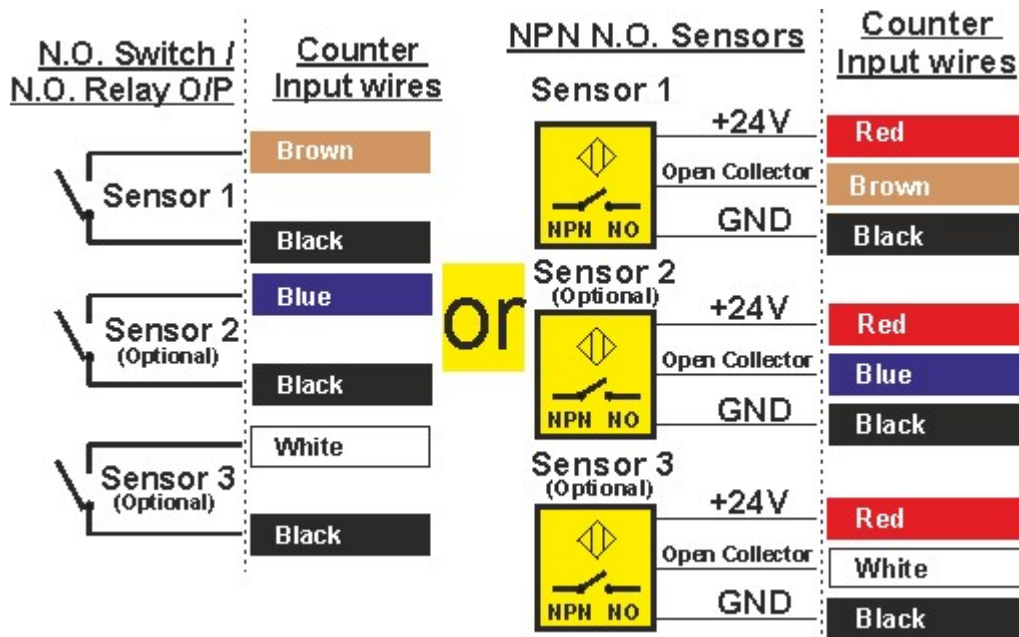 N.O. Switch /
N.O. Relay O/P
Counter
Input wires
Brown
Sensor 1
Black
Blue
Sensor 2
(Optional)
Black
White
Sensor 3
(Optional)
Black
or
NPN N.O. Sensors
Counter
Input wires
Sensor 1
+24V
Red
Open Collector
Brown
GND
Black
NPN NO
Sensor 2
(Optional)
+24V
Red
Open Collector
Blue
GND
Black
NPN NO
Sensor 3
(Optional)
+24V
Red
Open Collector
White
GND
Black
NPN NO